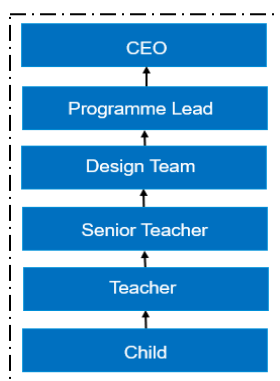 CEO
Programme Lead
Design Team
Senior Teacher
Teacher
Child